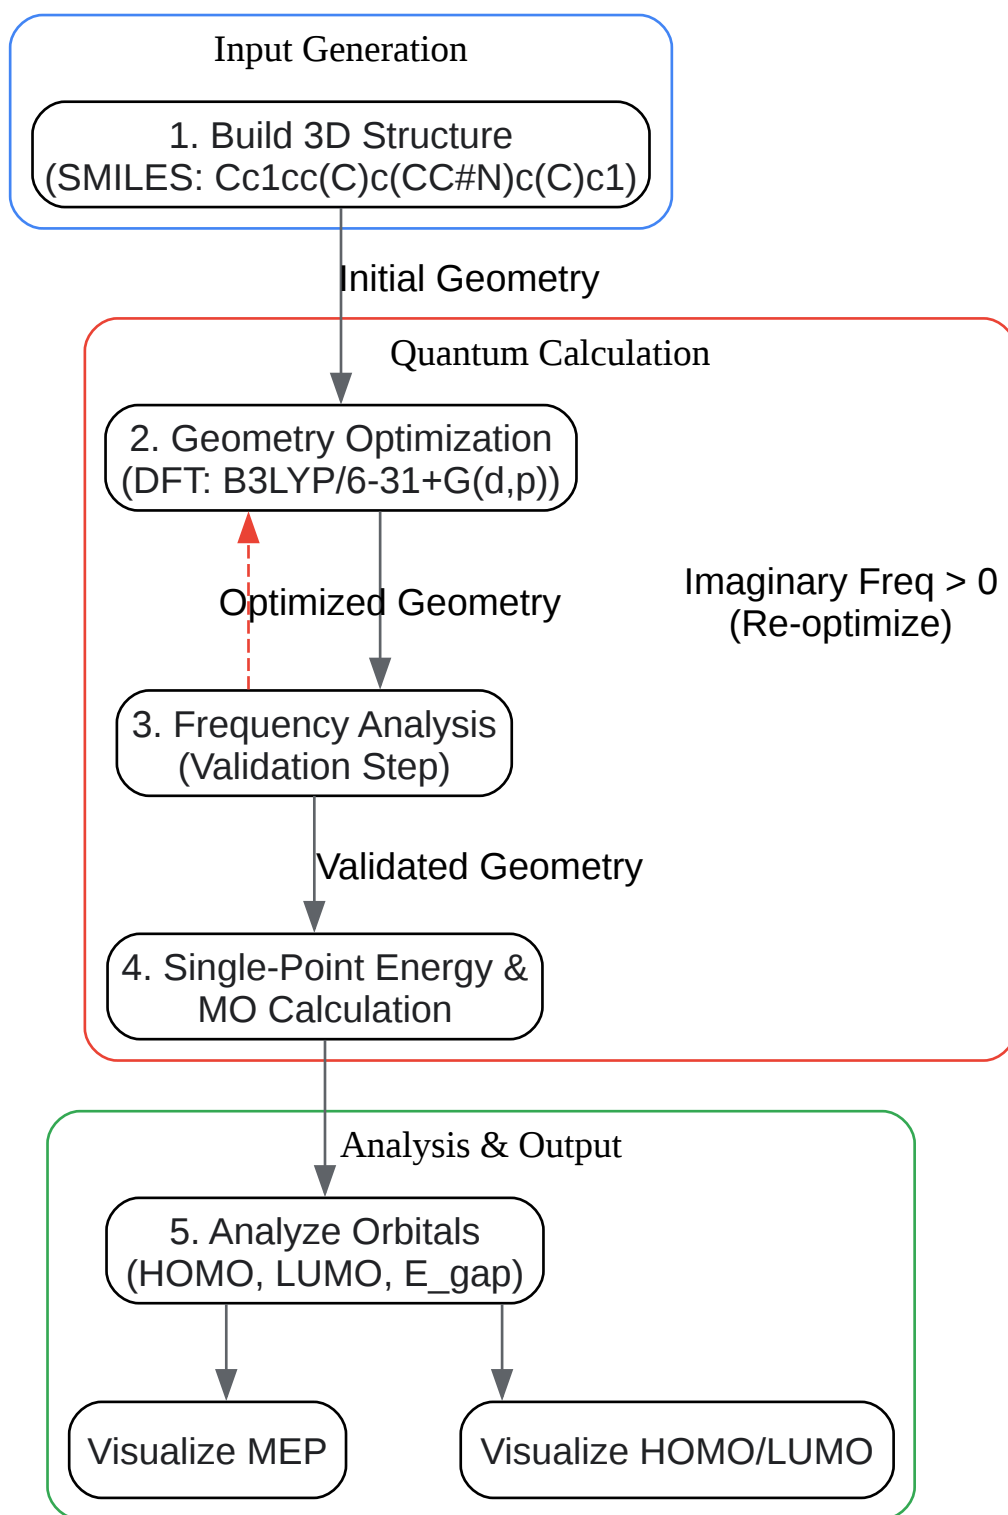 Input Generation
1. Build 3D Structure
(SMILES: Cc1cc(C)c(CC#N)c(C)c1)
Initial Geometry
Quantum Calculation
2. Geometry Optimization
(DFT: B3LYP/6-31+G(d,p))
Optimized Geometry
Imaginary Freq > 0
(Re-optimize)
3. Frequency Analysis
(Validation Step)
Validated Geometry
4. Single-Point Energy &
MO Calculation
Analysis & Output
5. Analyze Orbitals
(HOMO, LUMO, E_gap)
Visualize MEP
Visualize HOMO/LUMO